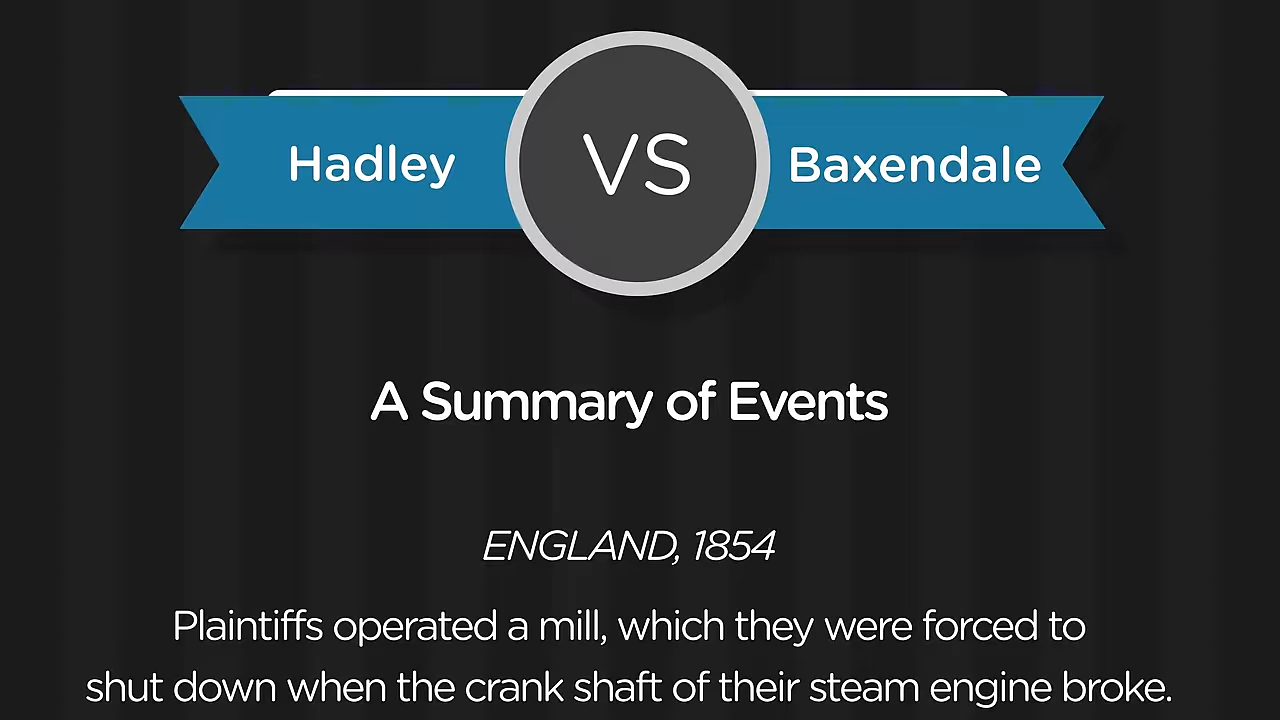 Hadley VS Baxendale
A Summary of Events
ENGLAND, 1854
Plaintiffs operated a mill, which they were forced to
shut down when the crank shaft of their steam engine broke.